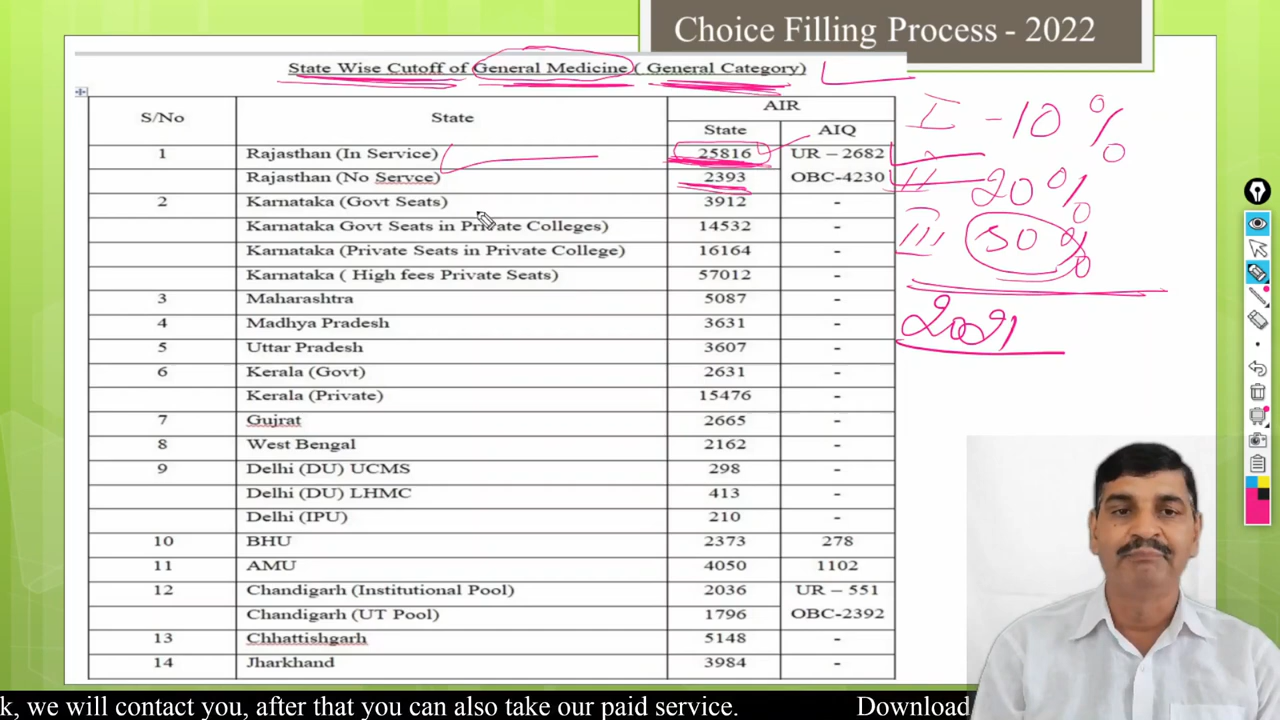 Choice Filling Process - 2022
State Wise Cutoff of General Medicine ( General Category)
S/No State AIR
State AIQ
1 Rajasthan (In Service) 25816 UR – 2682
Rajasthan (No Servce) 2393 OBC-4230
2 Karnataka (Govt Seats) 3912 -
Karnataka Govt Seats in Private Colleges) 14532 -
Karnataka (Private Seats in Private College) 16164 -
Karnataka ( High fees Private Seats) 57012 -
3 Maharashtra 5087 -
4 Madhya Pradesh 3631 -
5 Uttar Pradesh 3607 -
6 Kerala (Govt) 2631 -
Kerala (Private) 15476 -
7 Gujrat 2665 -
8 West Bengal 2162 -
9 Delhi (DU) UCMS 298 -
Delhi (DU) LHMC 413 -
Delhi (IPU) 210 -
10 BHU 2373 278
11 AMU 4050 1102
12 Chandigarh (Institutional Pool) 2036 UR – 551
Chandigarh (UT Pool) 1796 OBC-2392
13 Chhattishgarh 5148 -
14 Jharkhand 3984 -
I - 10 %
II 20 %
III 50 %
2021
k, we will contact you, after that you can also take our paid service. Download